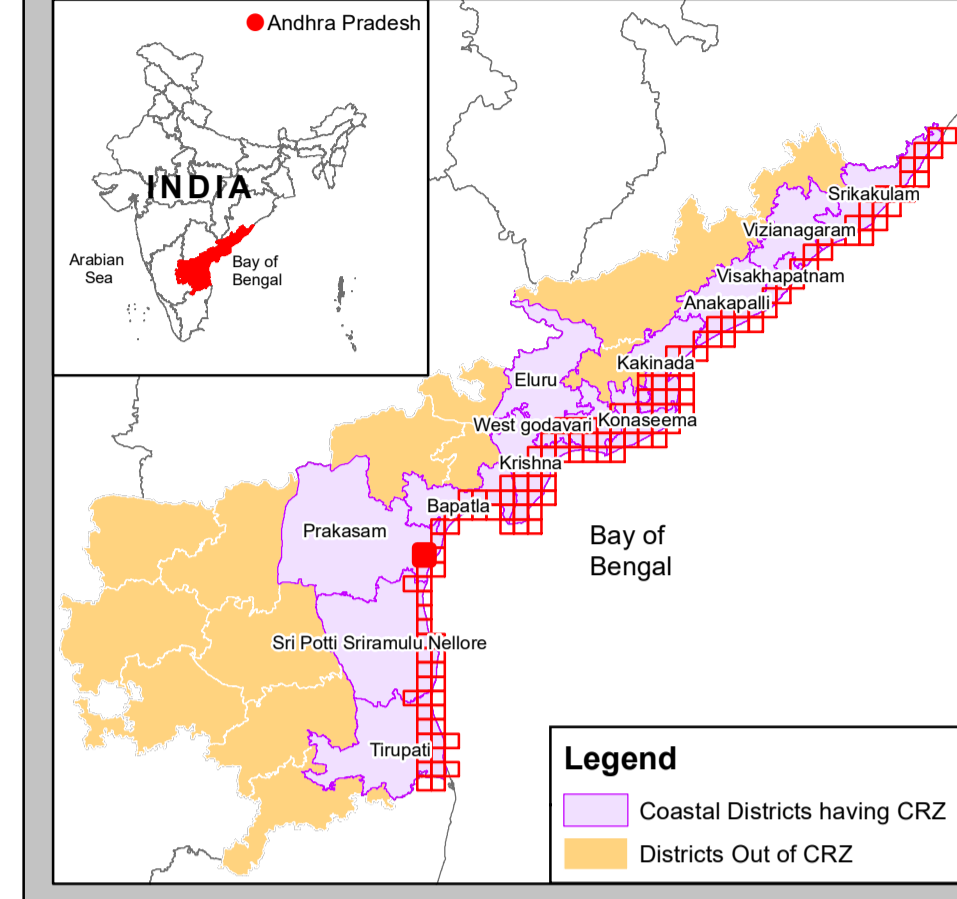 Andhra Pradesh
INDIA
Arabian
Sea
Bay of
Bengal
Srikakulam
Vizianagaram
Visakhapatnam
Anakapalli
Kakinada
Eluru
West godavari
Konaseema
Krishna
Bapatla
Prakasam
Bay of
Bengal
Sri Potti Sriramulu Nellore
Tirupati
Legend
Coastal Districts having CRZ
Districts Out of CRZ